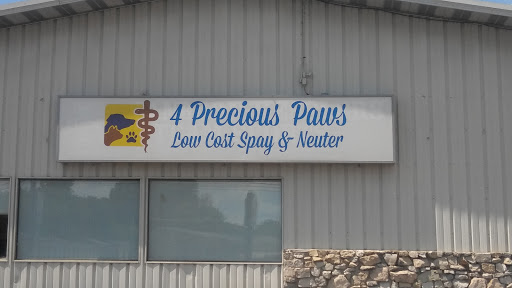 4 Precious Paws
Low Cost Spay & Neuter